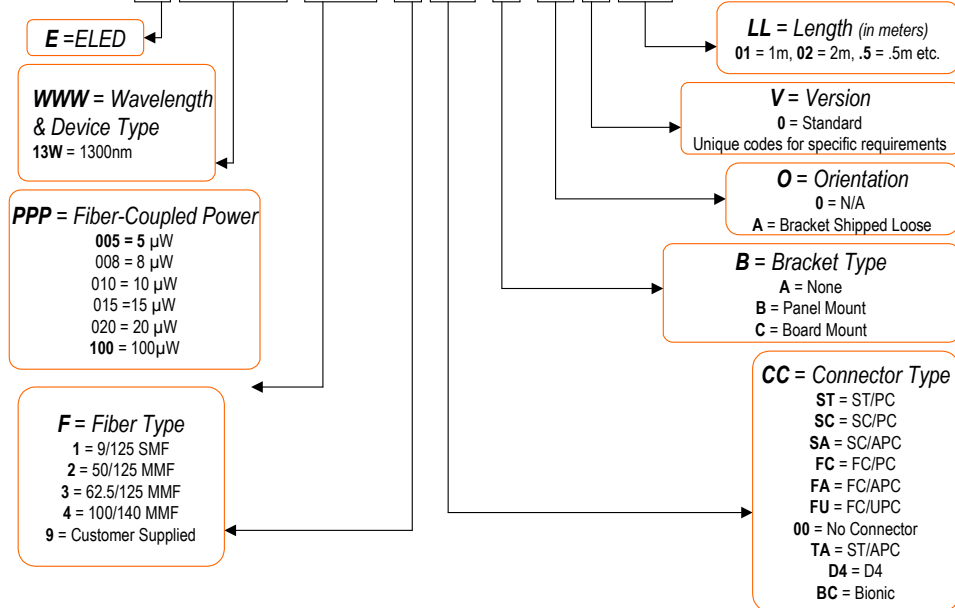 E =ELED
WWW = Wavelength
& Device Type
13W = 1300nm
PPP = Fiber-Coupled Power
005 = 5 µW
008 = 8 µW
010 = 10 µW
015 =15 µW
020 = 20 µW
100 = 100µW
F = Fiber Type
1 = 9/125 SMF
2 = 50/125 MMF
3 = 62.5/125 MMF
4 = 100/140 MMF
9 = Customer Supplied
LL = Length (in meters)
01 = 1m, 02 = 2m, .5 = .5m etc.
V = Version
0 = Standard
Unique codes for specific requirements
O = Orientation
0 = N/A
A = Bracket Shipped Loose
B = Bracket Type
A = None
B = Panel Mount
C = Board Mount
CC = Connector Type
ST = ST/PC
SC = SC/PC
SA = SC/APC
FC = FC/PC
FA = FC/APC
FU = FC/UPC
00 = No Connector
TA = ST/APC
D4 = D4
BC = Bionic